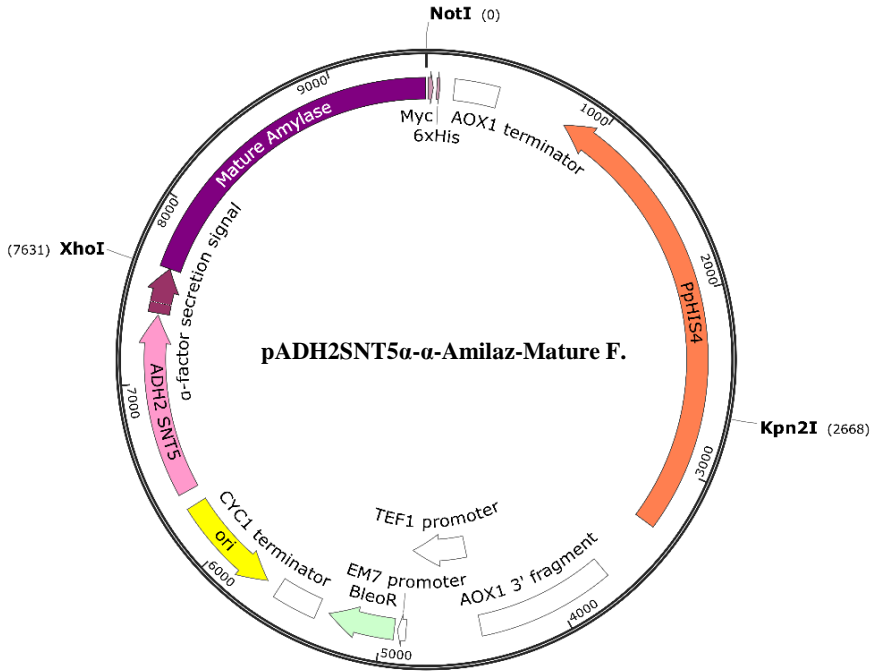 NotI (0)
9000
1000
Mature Amylase
Myc
6xHis
AOX1 terminator
8000
(7631) XhoI
α-factor secretion signal
2000
PpHIS4
pADH2SNT5α-α-Amilaz-Mature F.
7000
ADH2 SNT5
Kpn2I (2668)
3000
CYC1 terminator
ori
6000
TEF1 promoter
EM7 promoter
BleoR
AOX1 3' fragment
4000
5000